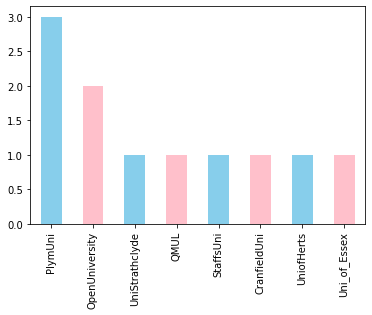 3.0
2.5
2.0
1.5
1.0
0.5
0.0
PlymUni
OpenUniversity
UniStrathclyde
QMUL
StaffsUni
CranfieldUni
UniofHerts
Uni_of_Essex